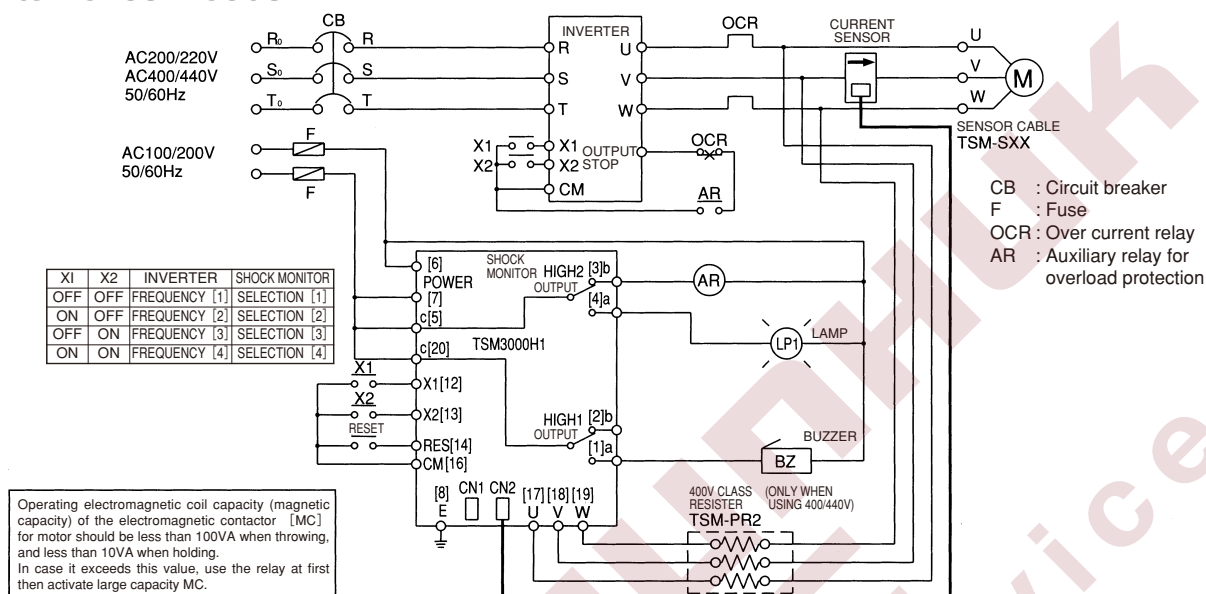 CB
INVERTER
OCR
CURRENT
SENSOR
AC200/220V
AC400/440V
50/60Hz
R₀ R R U U
S₀ S S V V
T₀ T T W W
M
SENSOR CABLE
TSM-SXX
AC100/200V
50/60Hz
F
F
X1 X1 OUTPUT OCR
X2 X2 STOP
CM
AR
CB : Circuit breaker
F : Fuse
OCR : Over current relay
AR : Auxiliary relay for
overload protection
XI X2 INVERTER SHOCK MONITOR
OFF OFF FREQUENCY [1] SELECTION [1]
ON OFF FREQUENCY [2] SELECTION [2]
OFF ON FREQUENCY [3] SELECTION [3]
ON ON FREQUENCY [4] SELECTION [4]
[6]
POWER
[7]
c[5]
c[20]
SHOCK
MONITOR
HIGH2 [3]b
OUTPUT
[4]a
TSM3000H1
AR
LP1
LAMP
X1 X1[12]
X2 X2[13]
RESET RES[14]
CM[16]
HIGH1 [2]b
OUTPUT
[1]a
BUZZER
BZ
[8] CN1 CN2 [17] [18] [19]
E U V W
400V CLASS (ONLY WHEN
RESISTER USING 400/440V)
TSM-PR2
Operating electromagnetic coil capacity (magnetic
capacity) of the electromagnetic contactor [MC]
for motor should be less than 100VA when throwing,
and less than 10VA when holding.
In case it exceeds this value, use the relay at first
then activate large capacity MC.